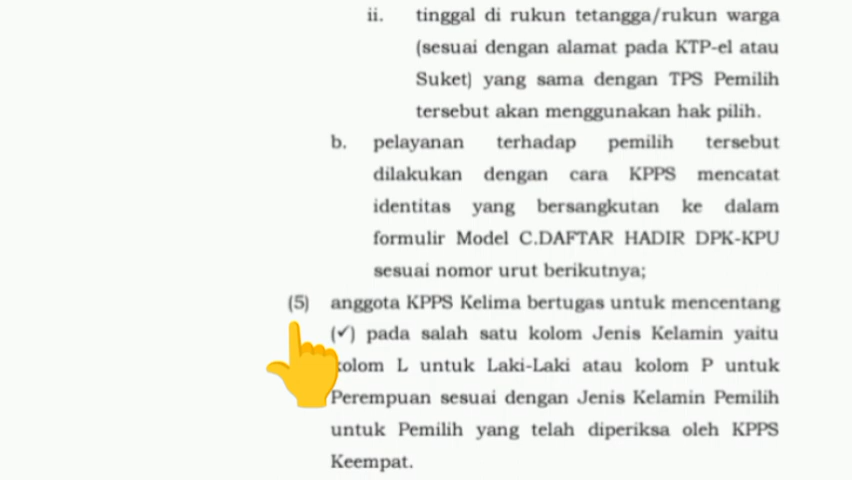 ii. tinggal di rukun tetangga/rukun warga
(sesuai dengan alamat pada KTP-el atau
Suket) yang sama dengan TPS Pemilih
tersebut akan menggunakan hak pilih.
b. pelayanan terhadap pemilih tersebut
dilakukan dengan cara KPPS mencatat
identitas yang bersangkutan ke dalam
formulir Model C.DAFTAR HADIR DPK-KPU
sesuai nomor urut berikutnya;
(5) anggota KPPS Kelima bertugas untuk mencentang
(✓) pada salah satu kolom Jenis Kelamin yaitu
kolom L untuk Laki-Laki atau kolom P untuk
Perempuan sesuai dengan Jenis Kelamin Pemilih
untuk Pemilih yang telah diperiksa oleh KPPS
Keempat.